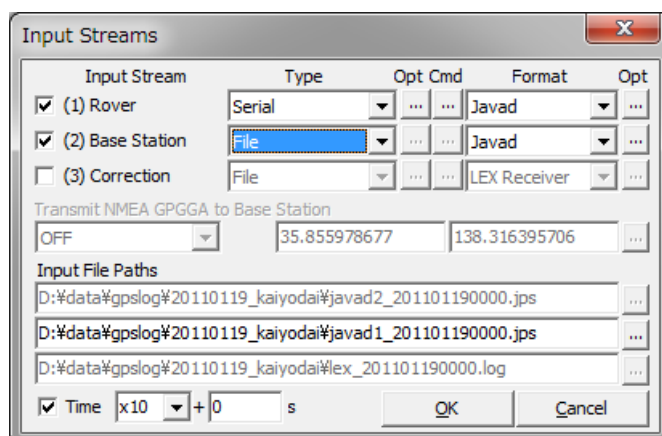 Input Streams
Input Stream Type Opt Cmd Format Opt
(1) Rover Serial ... ... Javad ...
(2) Base Station File ... ... Javad ...
(3) Correction File ... ... LEX Receiver ...
Transmit NMEA GPGGA to Base Station
OFF 35.855978677 138.316395706 ...
Input File Paths
D:¥data¥gpslog¥20110119_kaiyodai¥javad2_201101190000.jps ...
D:¥data¥gpslog¥20110119_kaiyodai¥javad1_201101190000.jps ...
D:¥data¥gpslog¥20110119_kaiyodai¥lex_201101190000.log ...
Time x10 + 0 s OK Cancel